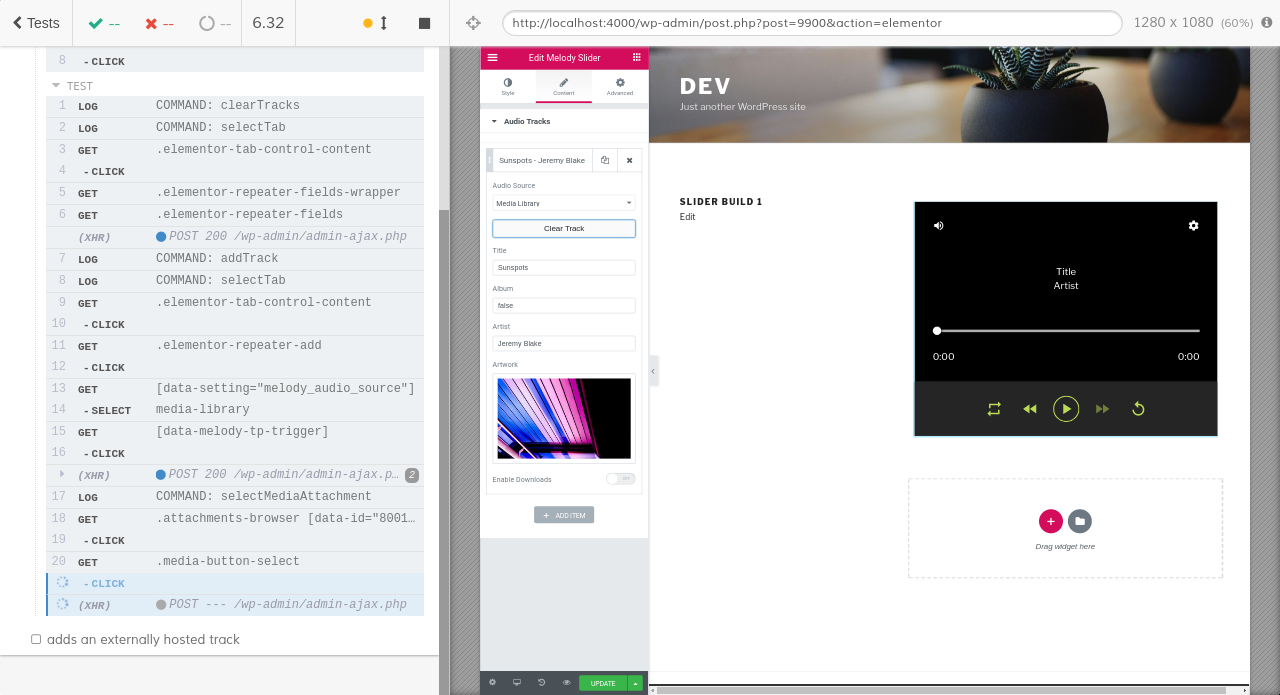 Tests
--
--
--
6.32
http://localhost:4000/wp-admin/post.php?post=9900&action=elementor
1280 x 1080 (60%)
8 - CLICK
TEST
1 LOG COMMAND: clearTracks
2 LOG COMMAND: selectTab
3 GET .elementor-tab-control-content
4 - CLICK
5 GET .elementor-repeater-fields-wrapper
6 GET .elementor-repeater-fields
(XHR) POST 200 /wp-admin/admin-ajax.php
7 LOG COMMAND: addTrack
8 LOG COMMAND: selectTab
9 GET .elementor-tab-control-content
10 - CLICK
11 GET .elementor-repeater-add
12 - CLICK
13 GET [data-setting="melody_audio_source"]
14 - SELECT media-library
15 GET [data-melody-tp-trigger]
16 - CLICK
(XHR) POST 200 /wp-admin/admin-ajax.p… 2
17 LOG COMMAND: selectMediaAttachment
18 GET .attachments-browser [data-id="8001…
19 - CLICK
20 GET .media-button-select
- CLICK
(XHR) POST --- /wp-admin/admin-ajax.php
adds an externally hosted track
Edit Melody Slider
Style
Content
Advanced
Audio Tracks
Sunspots - Jeremy Blake
Audio Source
Media Library
Clear Track
Title
Sunspots
Album
false
Artist
Jeremy Blake
Artwork
Enable Downloads
OFF
+ ADD ITEM
UPDATE
DEV
Just another WordPress site
SLIDER BUILD 1
Edit
Title
Artist
0:00
0:00
Drag widget here